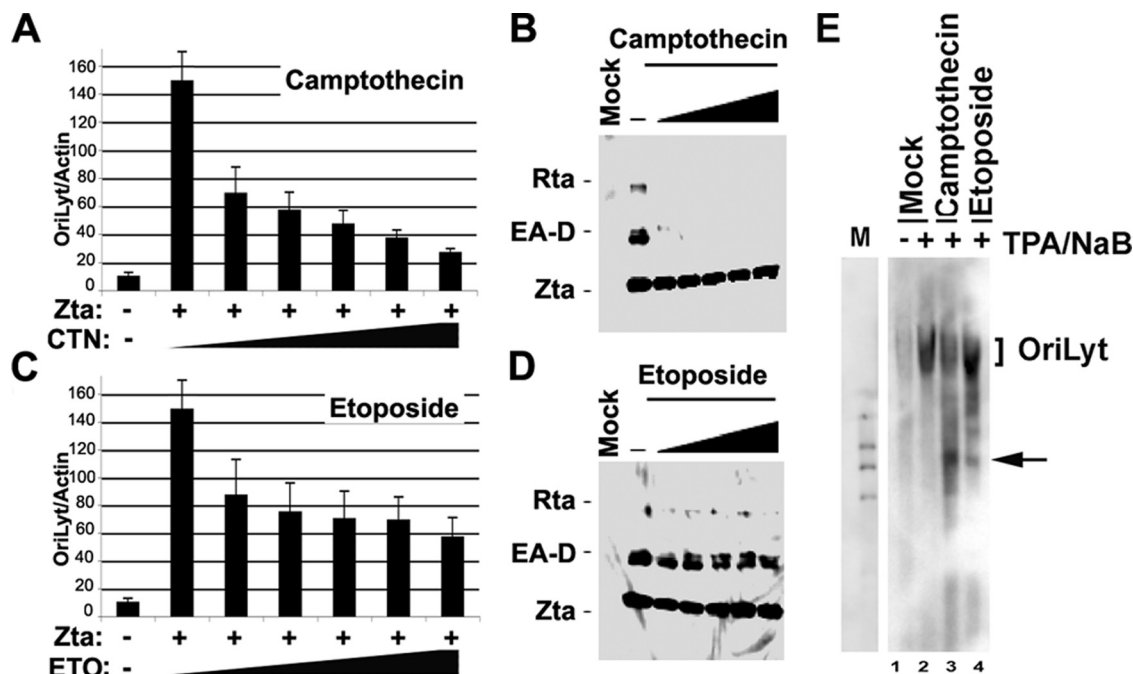 A
OriLyt/Actin
160
140
120
100
80
60
40
20
0
Camptothecin
Zta: - + + + + + +
CTN: -
B
Camptothecin
Mock
–
Rta -
EA-D -
Zta -
C
OriLyt/Actin
160
140
120
100
80
60
40
20
0
Etoposide
Zta: - + + + + + +
ETO: -
D
Etoposide
Mock
–
Rta -
EA-D -
Zta -
E
Mock
Camptothecin
Etoposide
M - + + + TPA/NaB
] OriLyt
1 2 3 4